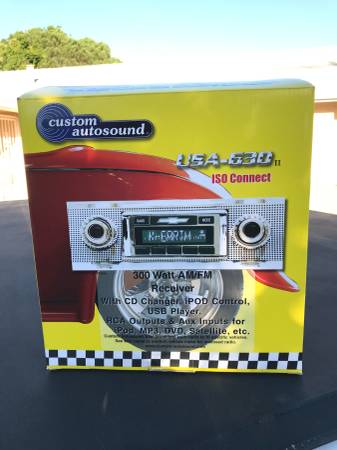 custom
autosound
USA-630 II
ISO Connect
K-EARTH
300 Watt AM/FM
Receiver
With CD Changer, iPOD Control,
USB Player.
RCA Outputs & Aux Inputs for
iPod, MP3, DVD, Satellite, etc.